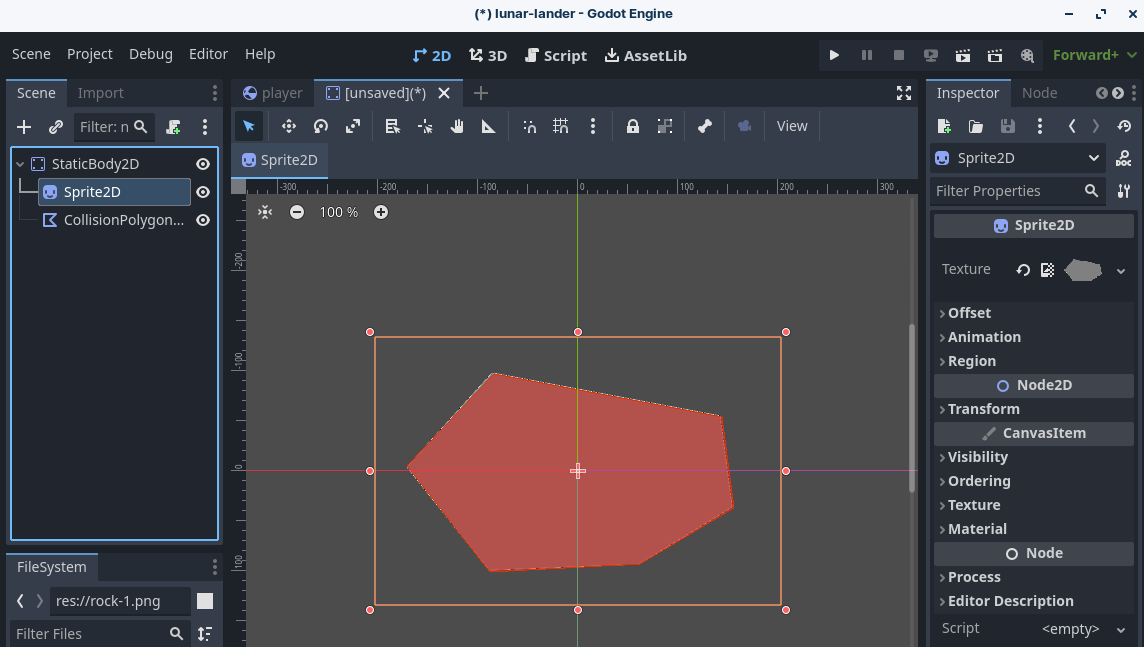 (*) lunar-lander - Godot Engine
Scene Project Debug Editor Help
2D 3D Script AssetLib
Forward+
Scene Import
Filter: n
StaticBody2D
Sprite2D
CollisionPolygon...
FileSystem
res://rock-1.png
Filter Files
player [unsaved](*)
View
Sprite2D
-300 -200 -100 0 100 200 300
100 %
-200
-100
0
100
Inspector Node
Sprite2D
Filter Properties
Sprite2D
Texture
Offset
Animation
Region
Node2D
Transform
CanvasItem
Visibility
Ordering
Texture
Material
Node
Process
Editor Description
Script <empty>